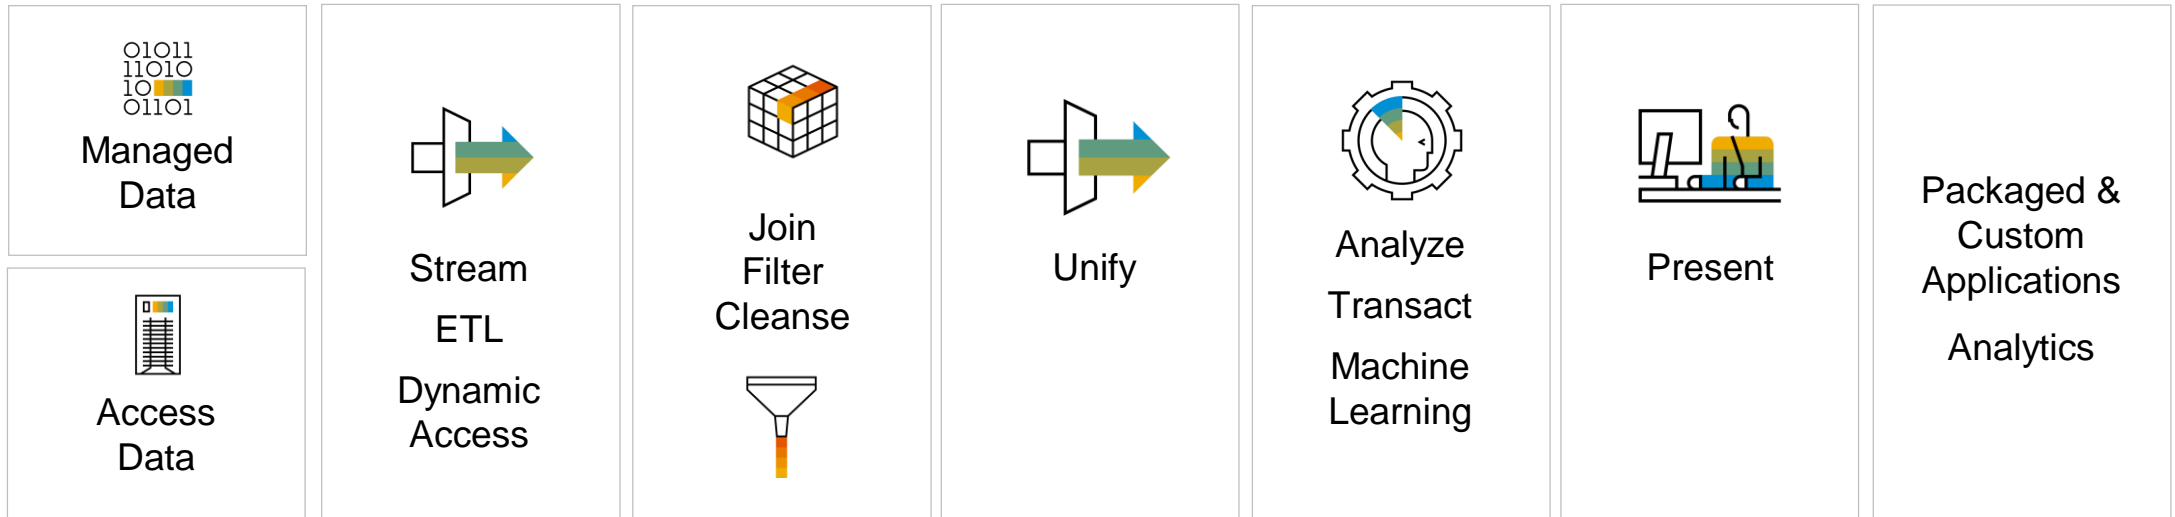 01011
11010
10
01101
Managed
Data
Access
Data
Stream
ETL
Dynamic
Access
Join
Filter
Cleanse
Unify
Analyze
Transact
Machine
Learning
Present
Packaged &
Custom
Applications
Analytics